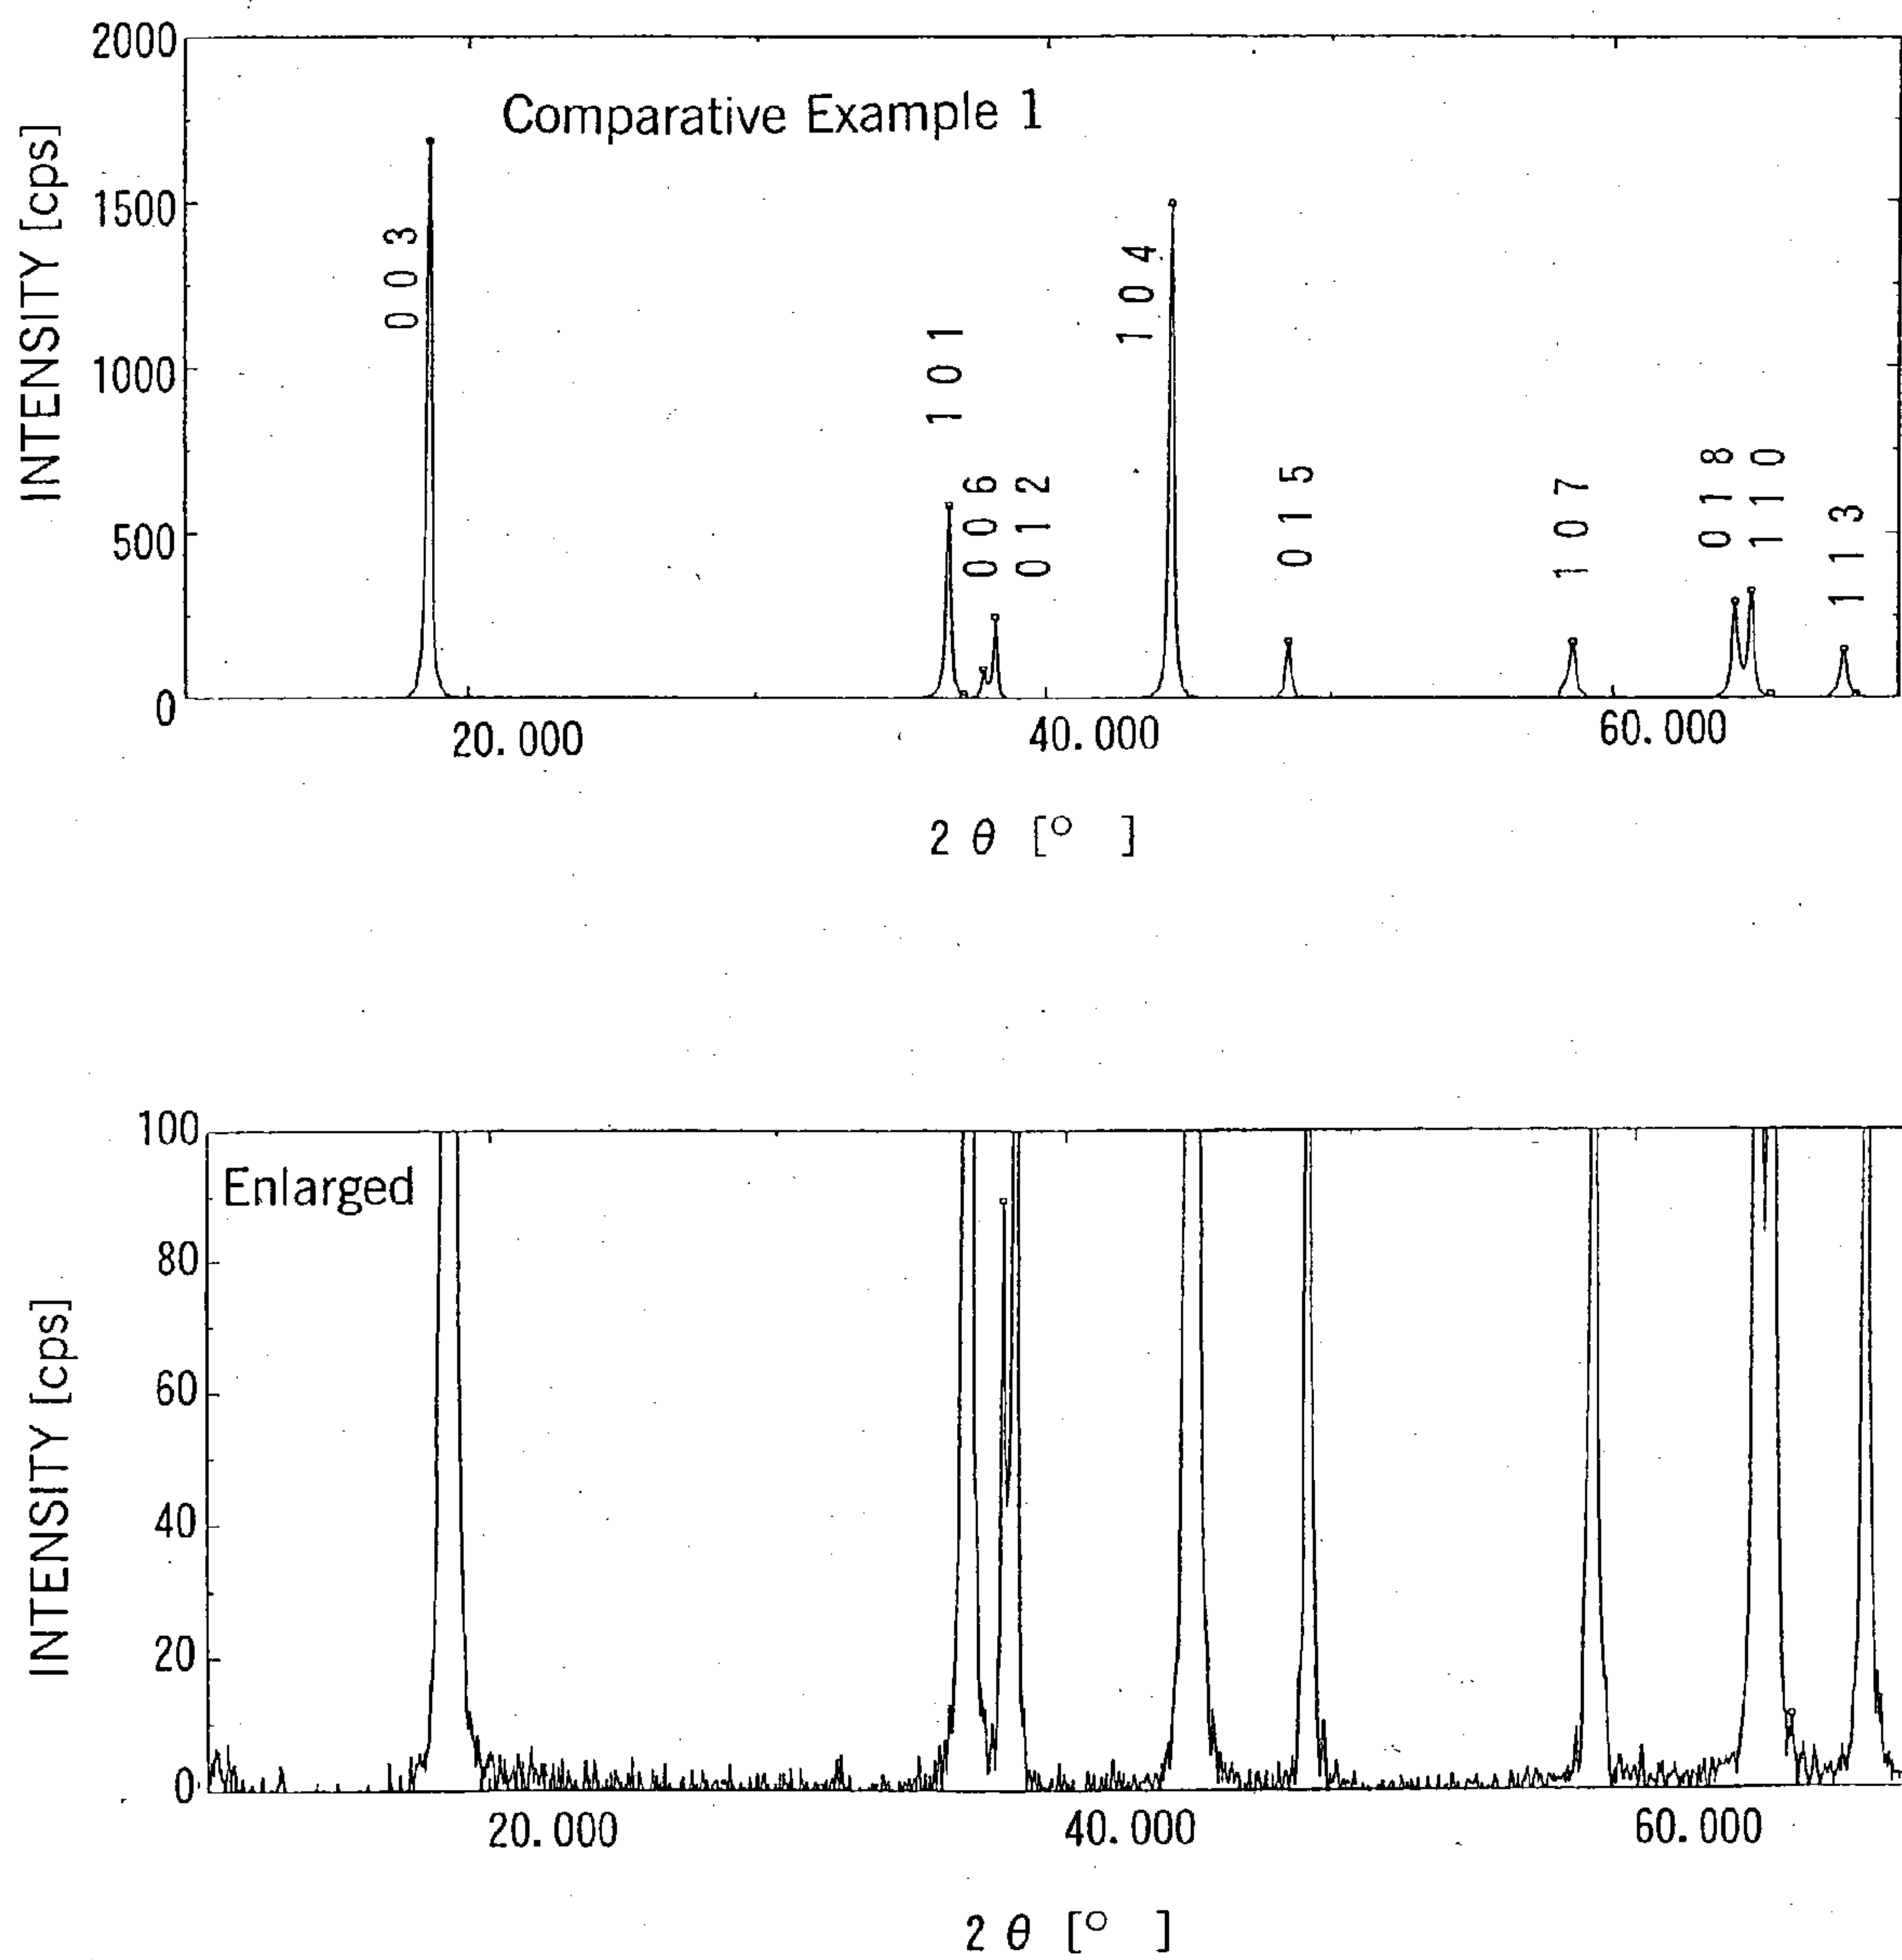 2000
Comparative Example 1
1500
1000
500
0
INTENSITY [cps]
0 0 3
1 0 1
0 0 6
0 1 2
1 0 4
0 1 5
1 0 7
0 1 8
1 1 0
1 1 3
20.000
40.000
60.000
2 θ [° ]
100
Enlarged
80
60
40
20
0
INTENSITY [cps]
20.000
40.000
60.000
2 θ [° ]